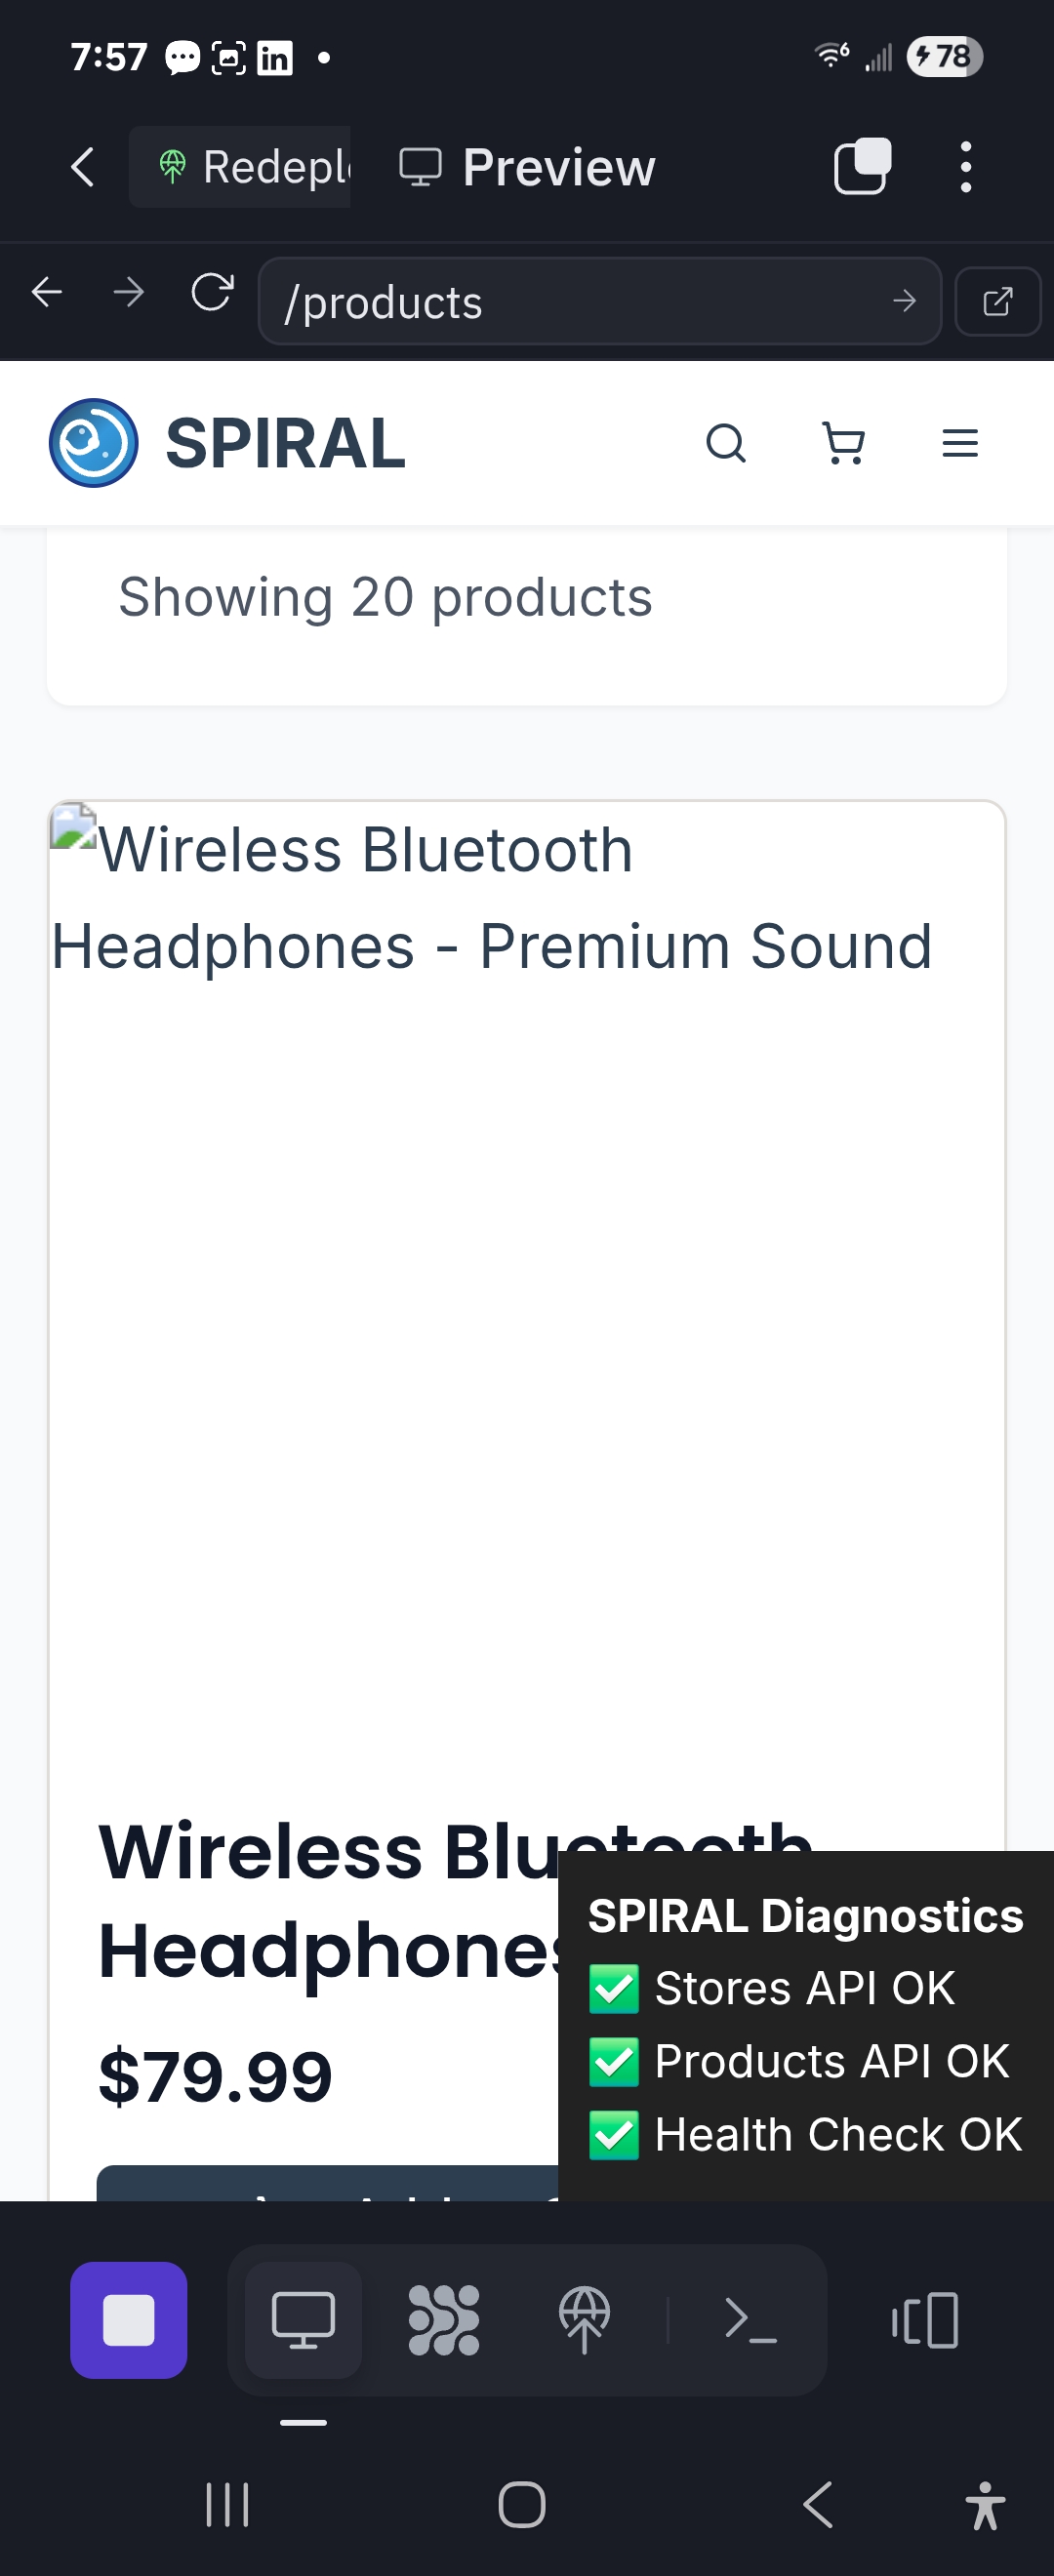 7:57
78
Redepl
Preview
/products
SPIRAL
Showing 20 products
Wireless Bluetooth
Headphones - Premium Sound
Wireless Bluetooth
Headphones
$79.99
SPIRAL Diagnostics
✅ Stores API OK
✅ Products API OK
✅ Health Check OK